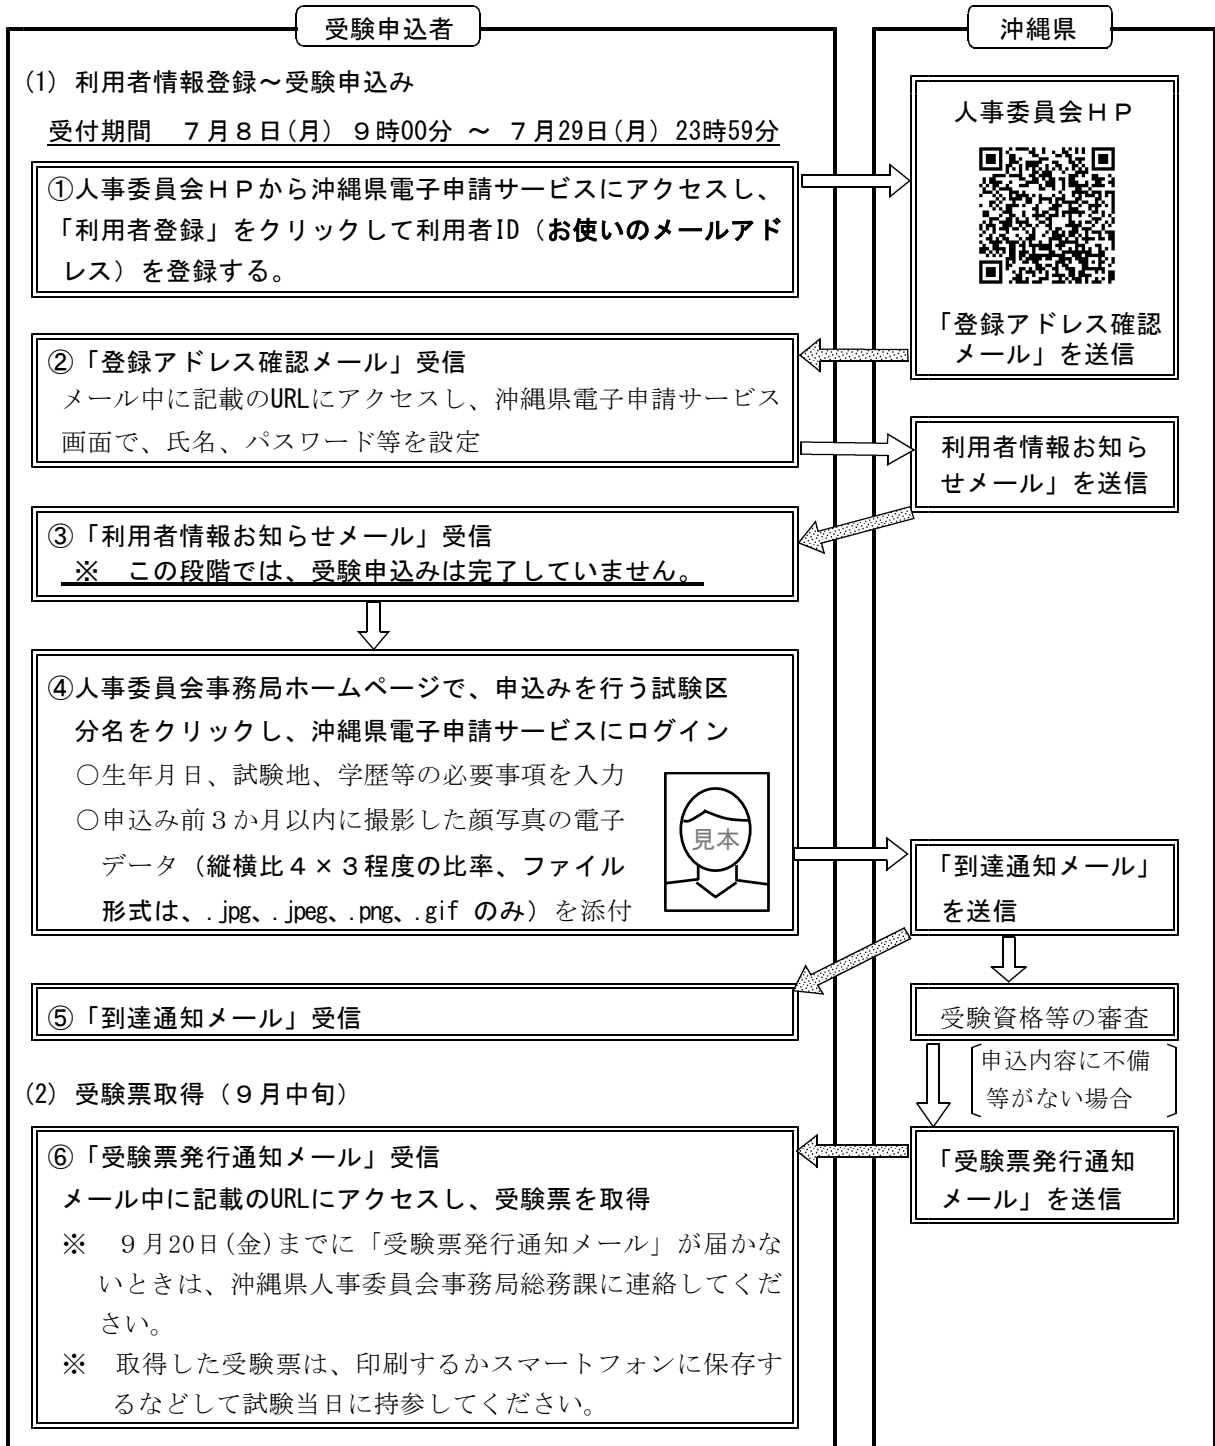 受験申込者
(1) 利用者情報登録～受験申込み
受付期間　７月８日(月) ９時00分 ～ ７月29日(月) 23時59分
①人事委員会ＨＰから沖縄県電子申請サービスにアクセスし、
「利用者登録」をクリックして利用者ID（お使いのメールアド
レス）を登録する。
②「登録アドレス確認メール」受信
メール中に記載のURLにアクセスし、沖縄県電子申請サービス
画面で、氏名、パスワード等を設定
③「利用者情報お知らせメール」受信
※　この段階では、受験申込みは完了していません。
④人事委員会事務局ホームページで、申込みを行う試験区
分名をクリックし、沖縄県電子申請サービスにログイン
○生年月日、試験地、学歴等の必要事項を入力
○申込み前３か月以内に撮影した顔写真の電子
データ（縦横比４×３程度の比率、ファイル
形式は、.jpg、.jpeg、.png、.gif のみ）を添付
見本
⑤「到達通知メール」受信
(2) 受験票取得（９月中旬）
⑥「受験票発行通知メール」受信
メール中に記載のURLにアクセスし、受験票を取得
※　９月20日(金)までに「受験票発行通知メール」が届かな
いときは、沖縄県人事委員会事務局総務課に連絡してくだ
さい。
※　取得した受験票は、印刷するかスマートフォンに保存す
るなどして試験当日に持参してください。
沖縄県
人事委員会ＨＰ
「登録アドレス確認
メール」を送信
利用者情報お知ら
せメール」を送信
「到達通知メール」
を送信
受験資格等の審査
申込内容に不備
等がない場合
「受験票発行通知
メール」を送信